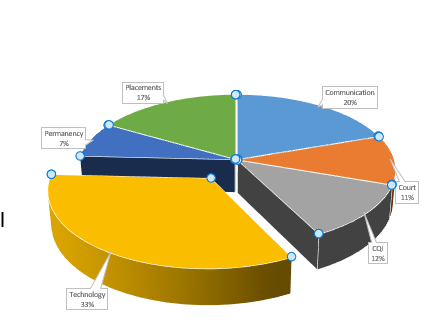 Placements
17%
Communication
20%
Permanency
7%
Court
11%
l
CQI
12%
Technology
33%